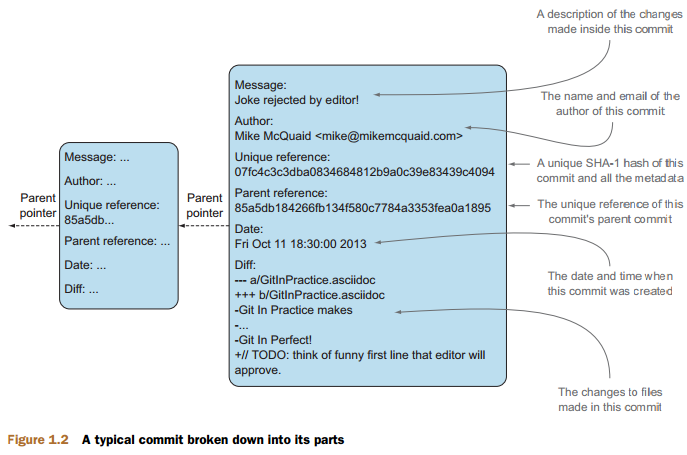 A description of the changes
made inside this commit
Message:
Joke rejected by editor!
The name and email of the
author of this commit
Author:
Mike McQuaid <mike@mikemcquaid.com>
Unique reference:
07fc4c3c3dba0834684812b9a0c39e83439c4094
A unique SHA-1 hash of this
commit and all the metadata
Parent reference:
85a5db184266fb134f580c7784a3353fea0a1895
The unique reference of this
commit's parent commit
Date:
Fri Oct 11 18:30:00 2013
The date and time when
this commit was created
Diff:
--- a/GitInPractice.asciidoc
+++ b/GitInPractice.asciidoc
-Git In Practice makes
-...
-Git In Perfect!
+// TODO: think of funny first line that editor will
approve.
The changes to files
made in this commit
Parent
pointer
Message: ...
Author: ...
Unique reference:
85a5db...
Parent reference: ...
Date: ...
Diff: ...
Parent
pointer
Figure 1.2 A typical commit broken down into its parts